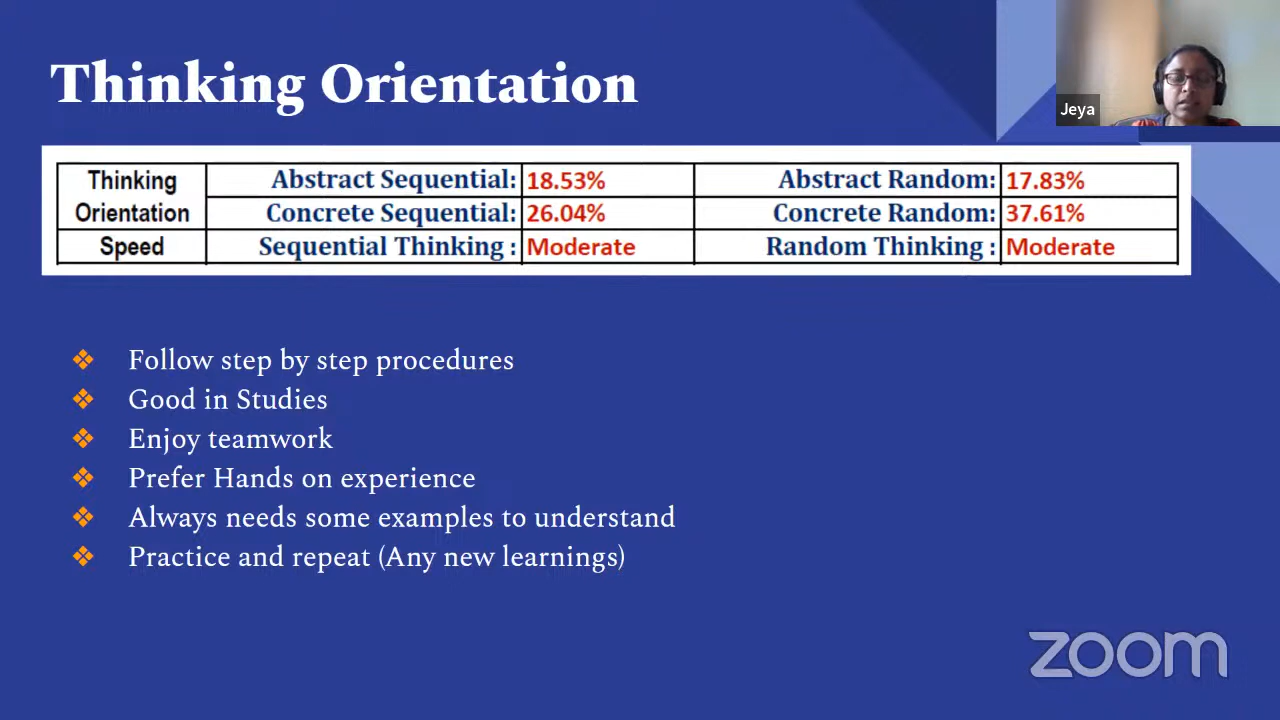 Thinking Orientation
Jeya
Thinking Orientation Abstract Sequential: 18.53% Abstract Random: 17.83%
Concrete Sequential: 26.04% Concrete Random: 37.61%
Speed Sequential Thinking : Moderate Random Thinking : Moderate
❖ Follow step by step procedures
❖ Good in Studies
❖ Enjoy teamwork
❖ Prefer Hands on experience
❖ Always needs some examples to understand
❖ Practice and repeat (Any new learnings)
zoom